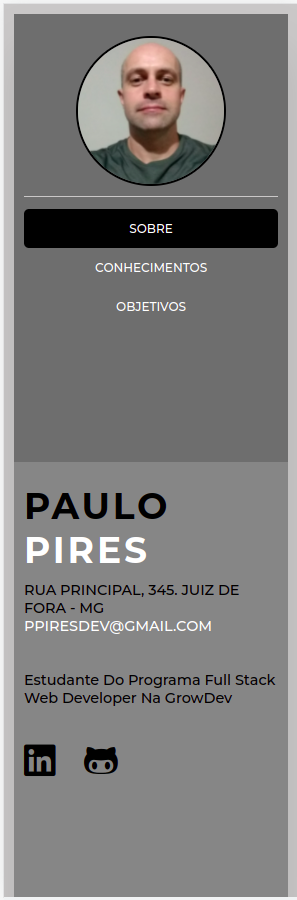 SOBRE
CONHECIMENTOS
OBJETIVOS
PAULO
PIRES
RUA PRINCIPAL, 345. JUIZ DE
FORA - MG
PPIRESDEV@GMAIL.COM
Estudante Do Programa Full Stack
Web Developer Na GrowDev
in